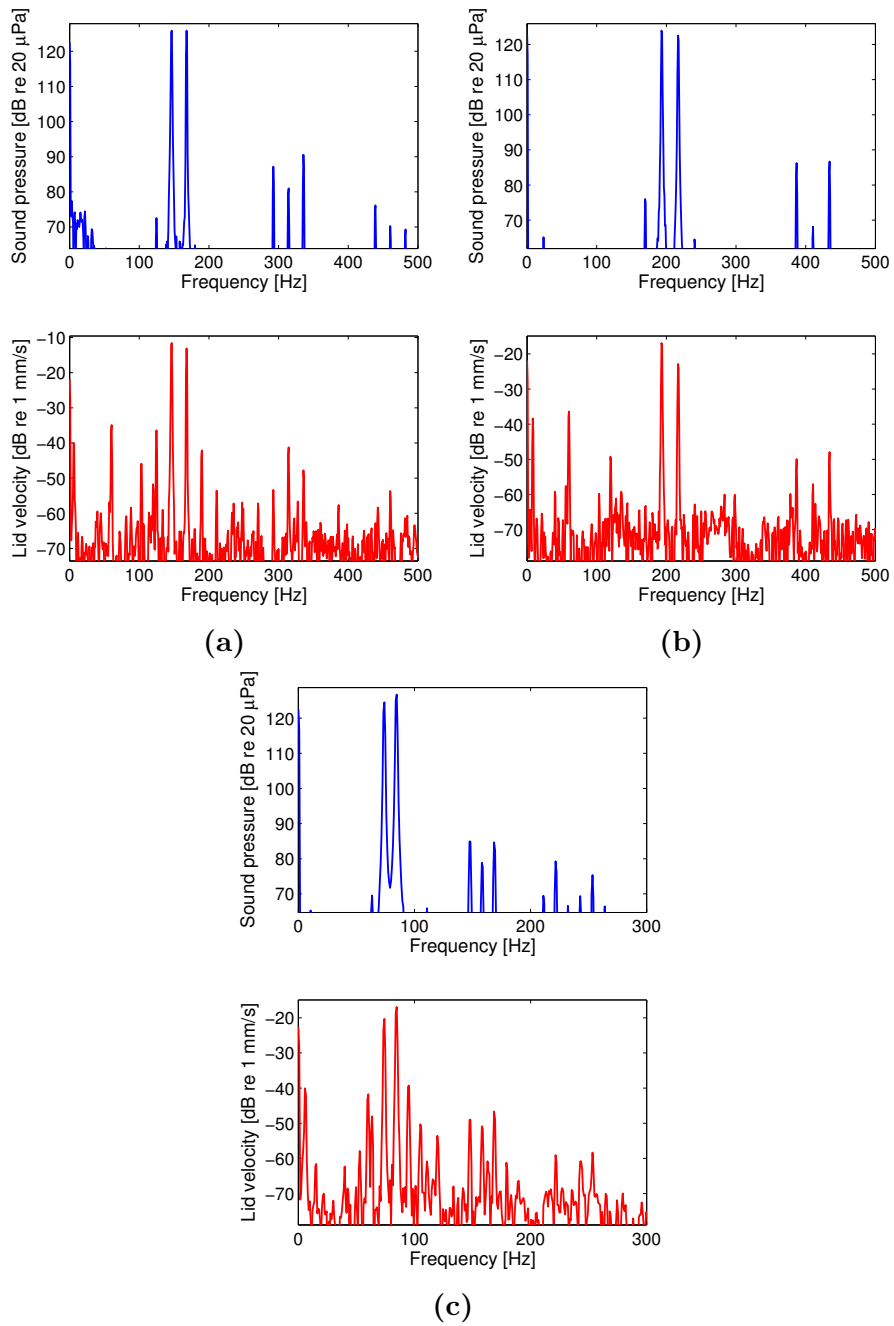 Sound pressure [dB re 20 µPa]
120
110
100
90
80
70
0 100 200 300 400 500
Frequency [Hz]
Sound pressure [dB re 20 µPa]
120
110
100
90
80
70
0 100 200 300 400 500
Frequency [Hz]
Lid velocity [dB re 1 mm/s]
−10
−20
−30
−40
−50
−60
−70
0 100 200 300 400 500
Frequency [Hz]
Lid velocity [dB re 1 mm/s]
−20
−30
−40
−50
−60
−70
0 100 200 300 400 500
Frequency [Hz]
(a)
(b)
Sound pressure [dB re 20 µPa]
120
110
100
90
80
70
0 100 200 300
Frequency [Hz]
Lid velocity [dB re 1 mm/s]
−20
−30
−40
−50
−60
−70
0 100 200 300
Frequency [Hz]
(c)